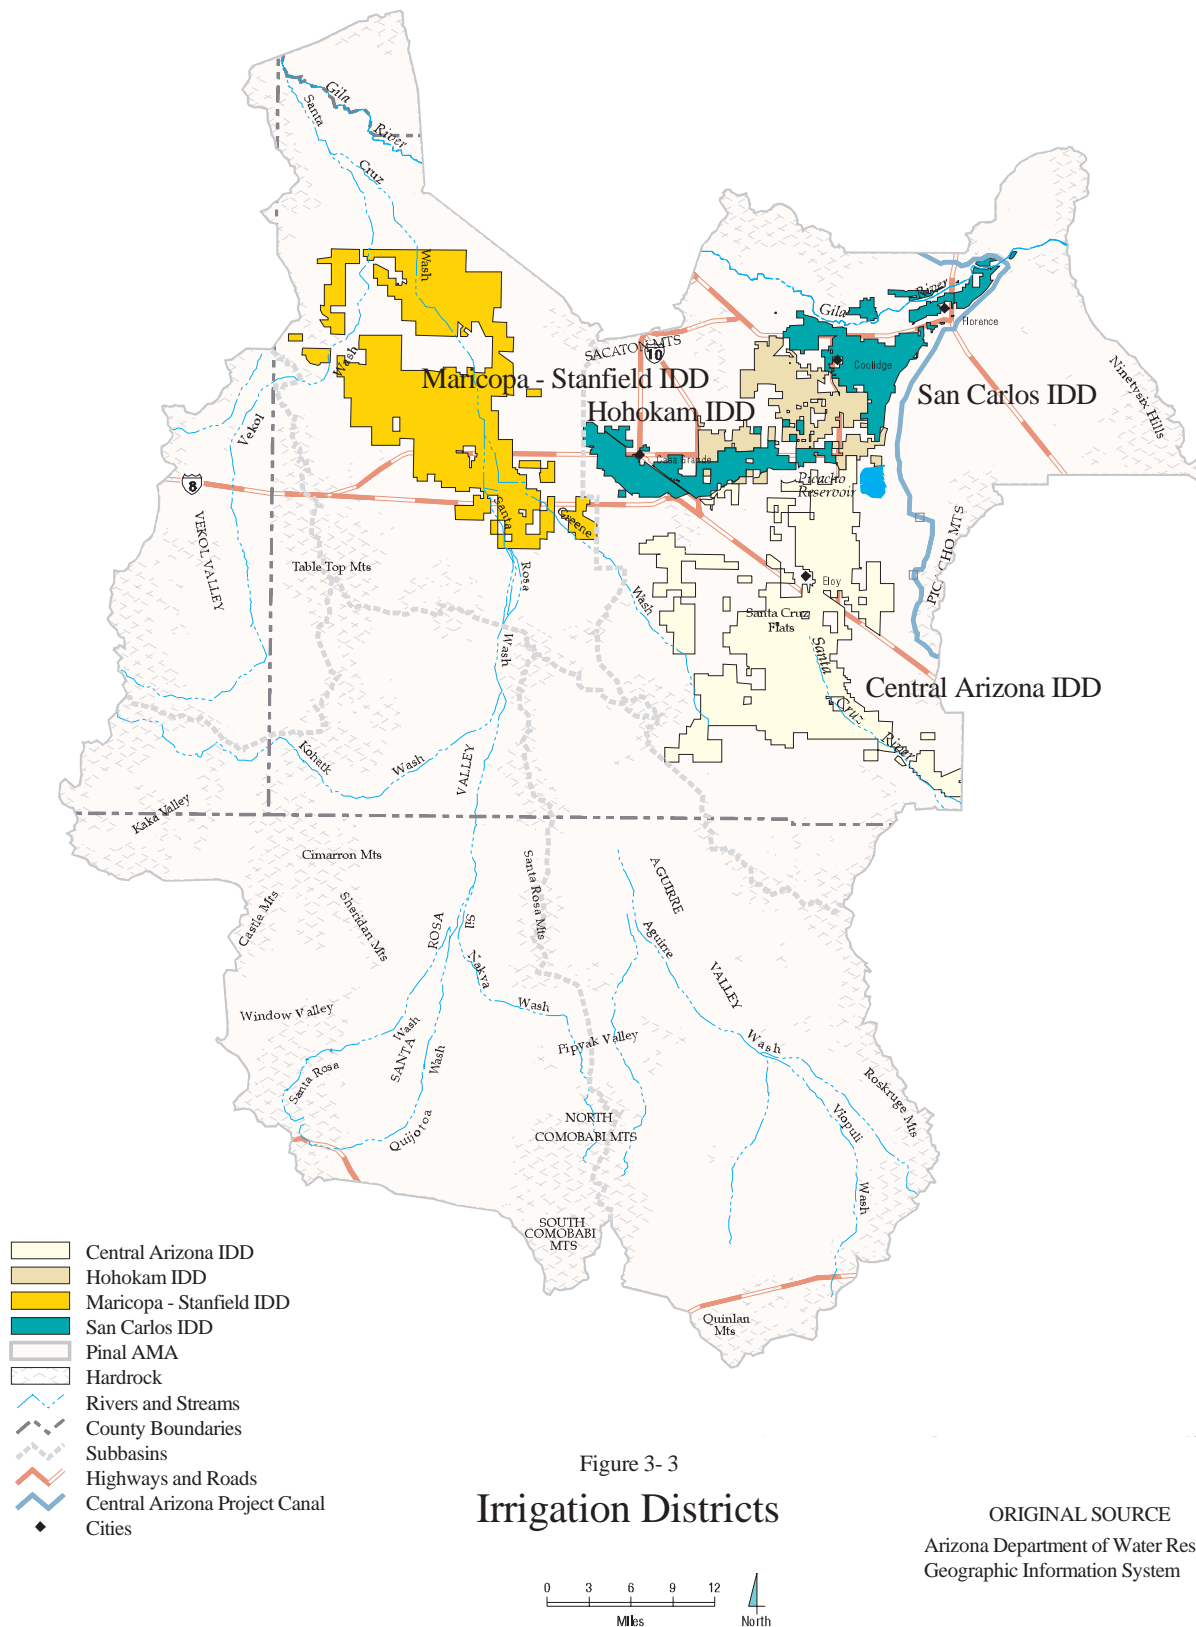 Gila
River
Santa
Cruz
Wash
Gila
River
Florence
SACATON MTS
10
Coolidge
Ninetysix Hills
Maricopa - Stanfield IDD
San Carlos IDD
Hohokam IDD
Wash
Vekol
Casa Grande
Picacho
Reservoir
8
Santa
Greene
VEKOL VALLEY
PICACHO MTS
Table Top Mts
Rosa
Eloy
Wash
Santa Cruz
Flats
Wash
Santa
Central Arizona IDD
Cruz
River
Kohatk
Wash
VALLEY
Kaka Valley
Cimarron Mts
Santa Rosa Mts
AGUIRRE
Castle Mts
Sheridan Mts
ROSA
Sil
Nakya
Aguirre
VALLEY
Window Valley
Wash
Wash
Wash
Pipyak Valley
SANTA
Wash
Santa Rosa
Roskruge Mts
Quijotoa
NORTH
COMOBABI MTS
Viopuli
Wash
SOUTH
COMOBABI
MTS
Quinlan
Mts
Central Arizona IDD
Hohokam IDD
Maricopa - Stanfield IDD
San Carlos IDD
Pinal AMA
Hardrock
Rivers and Streams
County Boundaries
Subbasins
Highways and Roads
Central Arizona Project Canal
Cities
Figure 3- 3
Irrigation Districts
ORIGINAL SOURCE
Arizona Department of Water Res
Geographic Information System
0 3 6 9 12
Miles
North